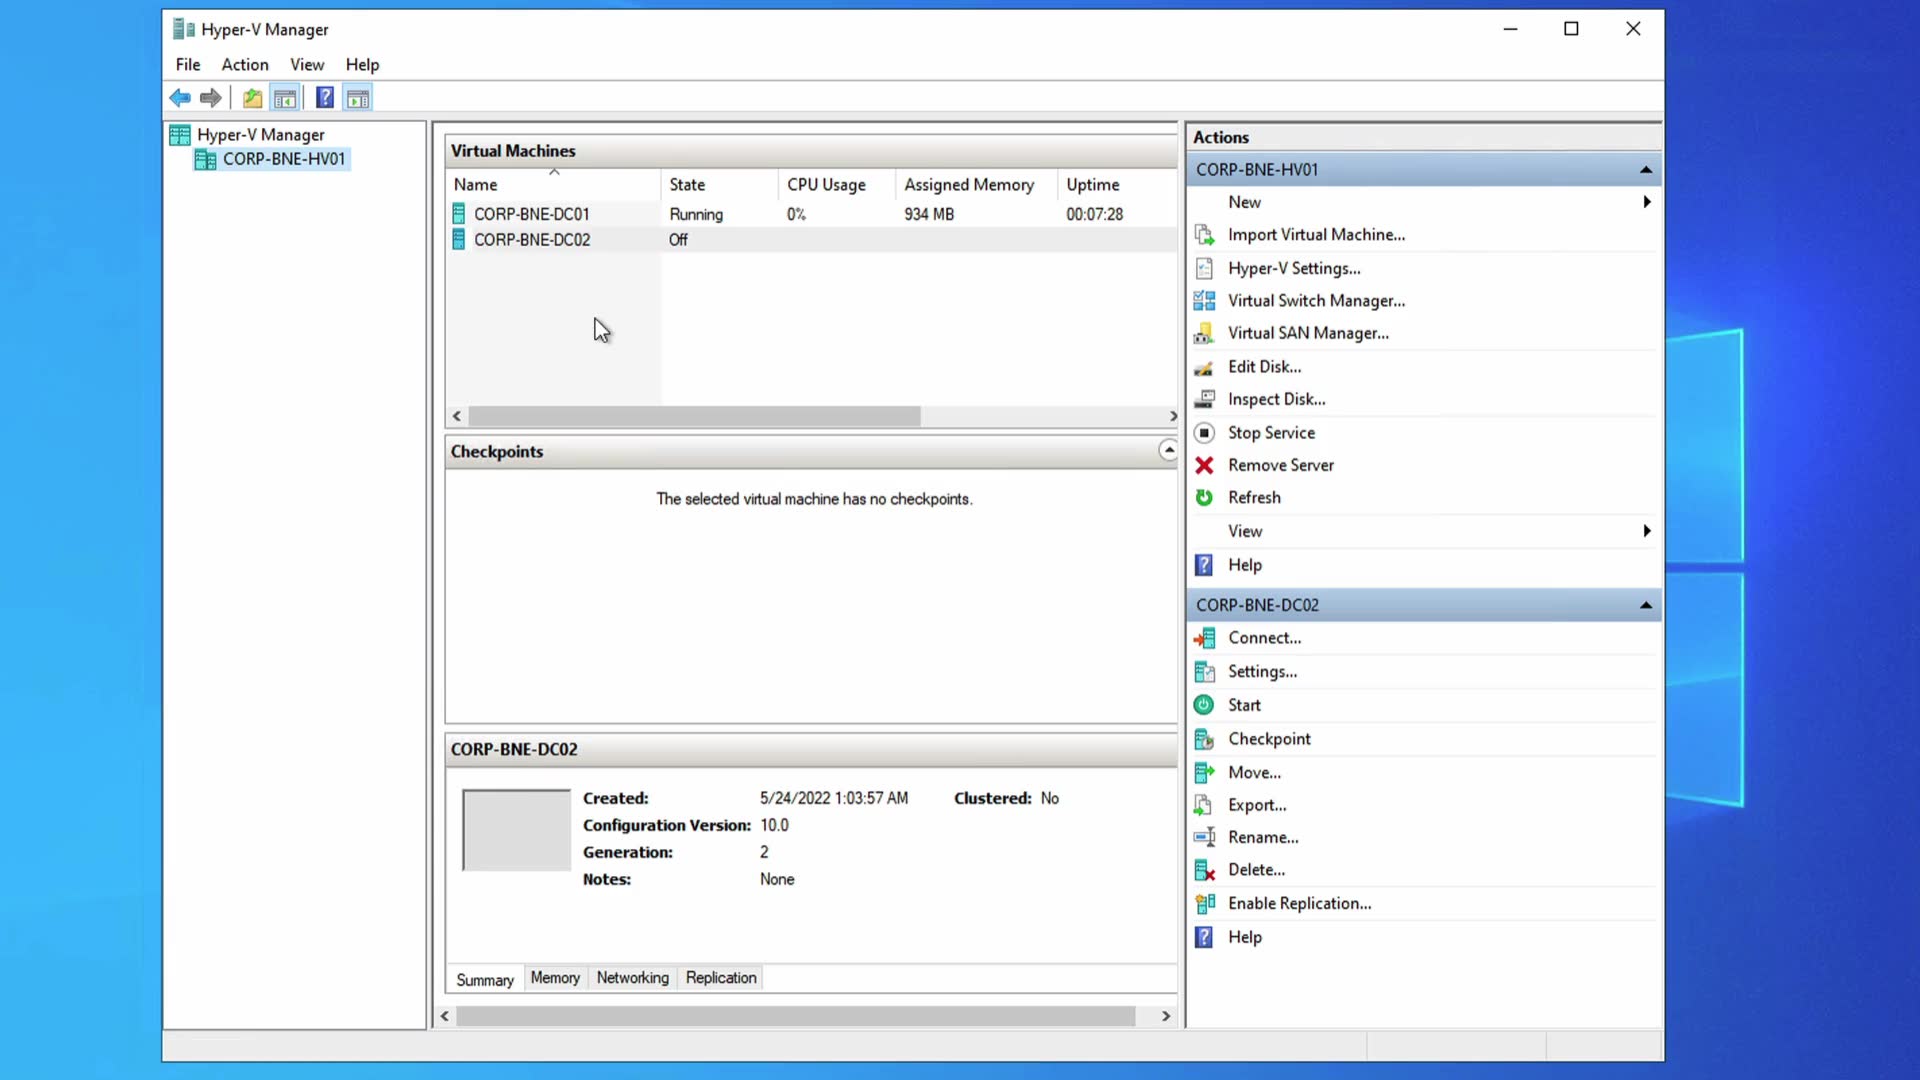 Hyper-V Manager
File Action View Help
Hyper-V Manager
CORP-BNE-HV01
Virtual Machines
Name State CPU Usage Assigned Memory Uptime
CORP-BNE-DC01 Running 0% 934 MB 00:07:28
CORP-BNE-DC02 Off
Checkpoints
The selected virtual machine has no checkpoints.
CORP-BNE-DC02
Created: 5/24/2022 1:03:57 AM Clustered: No
Configuration Version: 10.0
Generation: 2
Notes: None
Summary Memory Networking Replication
Actions
CORP-BNE-HV01
New
Import Virtual Machine...
Hyper-V Settings...
Virtual Switch Manager...
Virtual SAN Manager...
Edit Disk...
Inspect Disk...
Stop Service
Remove Server
Refresh
View
Help
CORP-BNE-DC02
Connect...
Settings...
Start
Checkpoint
Move...
Export...
Rename...
Delete...
Enable Replication...
Help